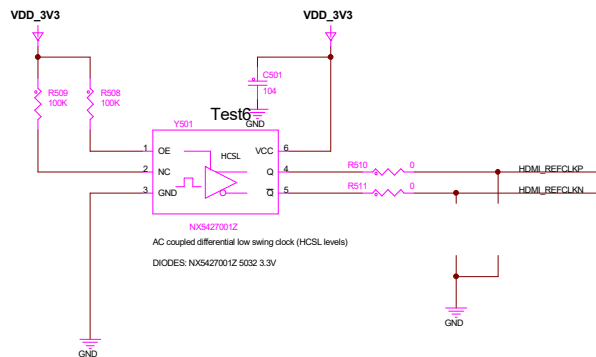 VDD_3V3
VDD_3V3
R509
100K
R508
100K
C501
104
GND
Test6
Y501
1
OE
HCSL
VCC
6
2
NC
Q
4
R510
0
HDMI_REFCLKP
3
GND
Q
5
R511
0
HDMI_REFCLKN
NX5427001Z
AC coupled differential low swing clock (HCSL levels)
DIODES: NX5427001Z 5032 3.3V
GND
GND